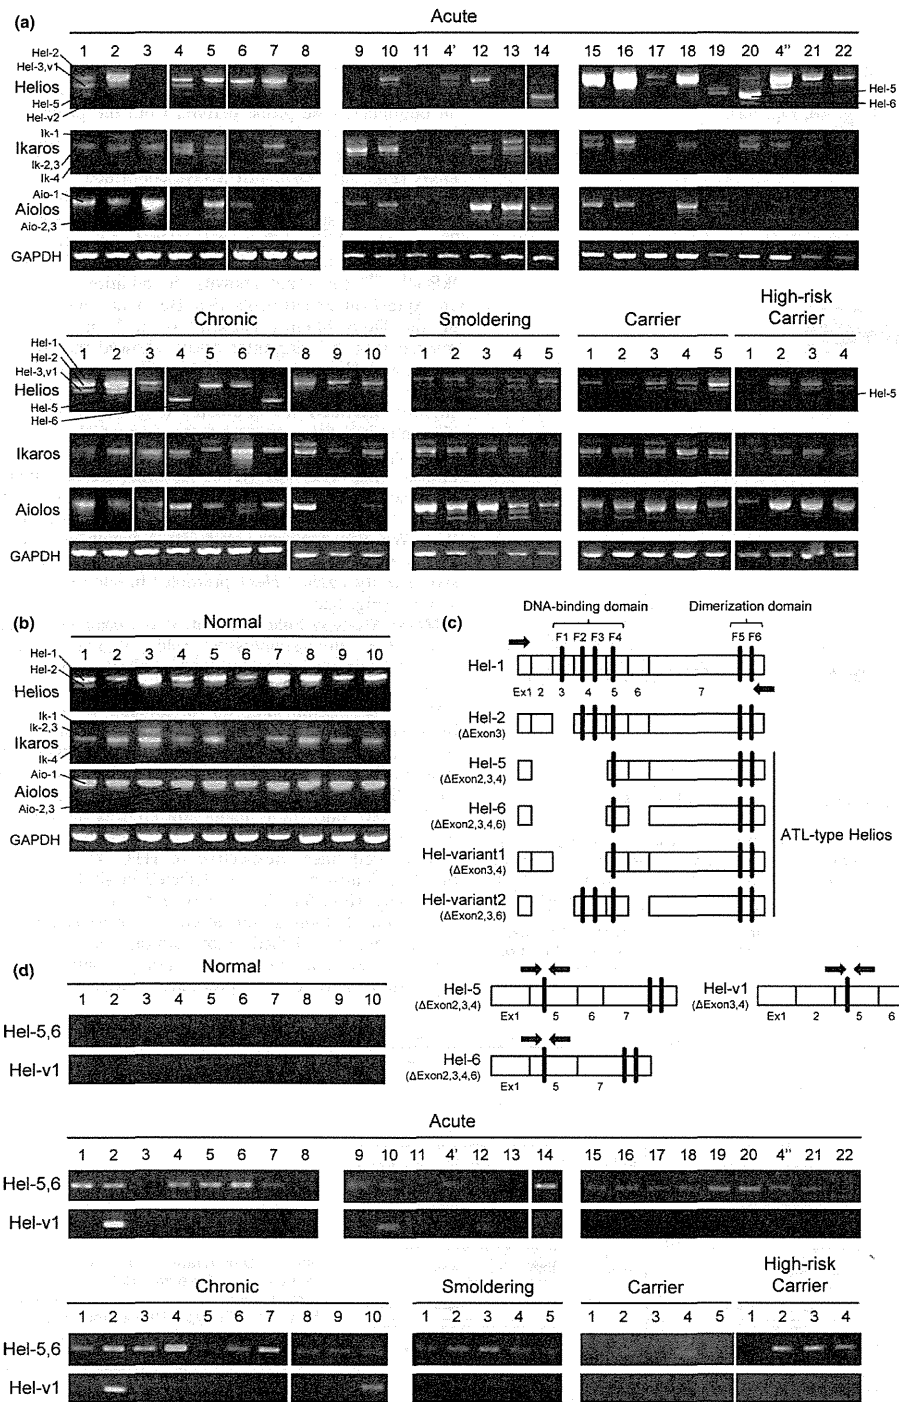 (a)
Acute
1 2 3 4 5 6 7 8 9 10 11 4' 12 13 14 15 16 17 18 19 20 4" 21 22
Hel-2
Hel-3,v1
Helios
Hel-5
Hel-v2
Hel-5
Hel-6
Ik-1
Ikaros
Ik-2,3
Ik-4
Aio-1
Aiolos
Aio-2,3
GAPDH
Chronic
Smoldering
Carrier
High-risk
Carrier
1 2 3 4 5 6 7 8 9 10 1 2 3 4 5 1 2 3 4 5 1 2 3 4
Hel-1
Hel-2
Hel-3,v1
Helios
Hel-5
Hel-6
Hel-5
Ikaros
Aiolos
GAPDH
(b)
Normal
1 2 3 4 5 6 7 8 9 10
Hel-1
Hel-2
Helios
Ik-1
Ik-2,3
Ikaros
Ik-4
Aio-1
Aiolos
Aio-2,3
GAPDH
(c)
DNA-binding domain
Dimerization domain
F1 F2 F3 F4 F5 F6
Hel-1
Ex1 2 3 4 5 6 7
Hel-2
(ΔExon3)
Hel-5
(ΔExon2,3,4)
Hel-6
(ΔExon2,3,4,6)
Hel-variant1
(ΔExon3,4)
Hel-variant2
(ΔExon2,3,6)
ATL-type Helios
(d)
Normal
1 2 3 4 5 6 7 8 9 10
Hel-5,6
Hel-v1
Hel-5
(ΔExon2,3,4)
Ex1 5 6 7
Hel-v1
(ΔExon3,4)
Ex1 2 5 6
Hel-6
(ΔExon2,3,4,6)
Ex1 5 7
Acute
1 2 3 4 5 6 7 8 9 10 11 4' 12 13 14 15 16 17 18 19 20 4" 21 22
Hel-5,6
Hel-v1
Chronic
Smoldering
Carrier
High-risk
Carrier
1 2 3 4 5 6 7 8 9 10 1 2 3 4 5 1 2 3 4 5 1 2 3 4
Hel-5,6
Hel-v1